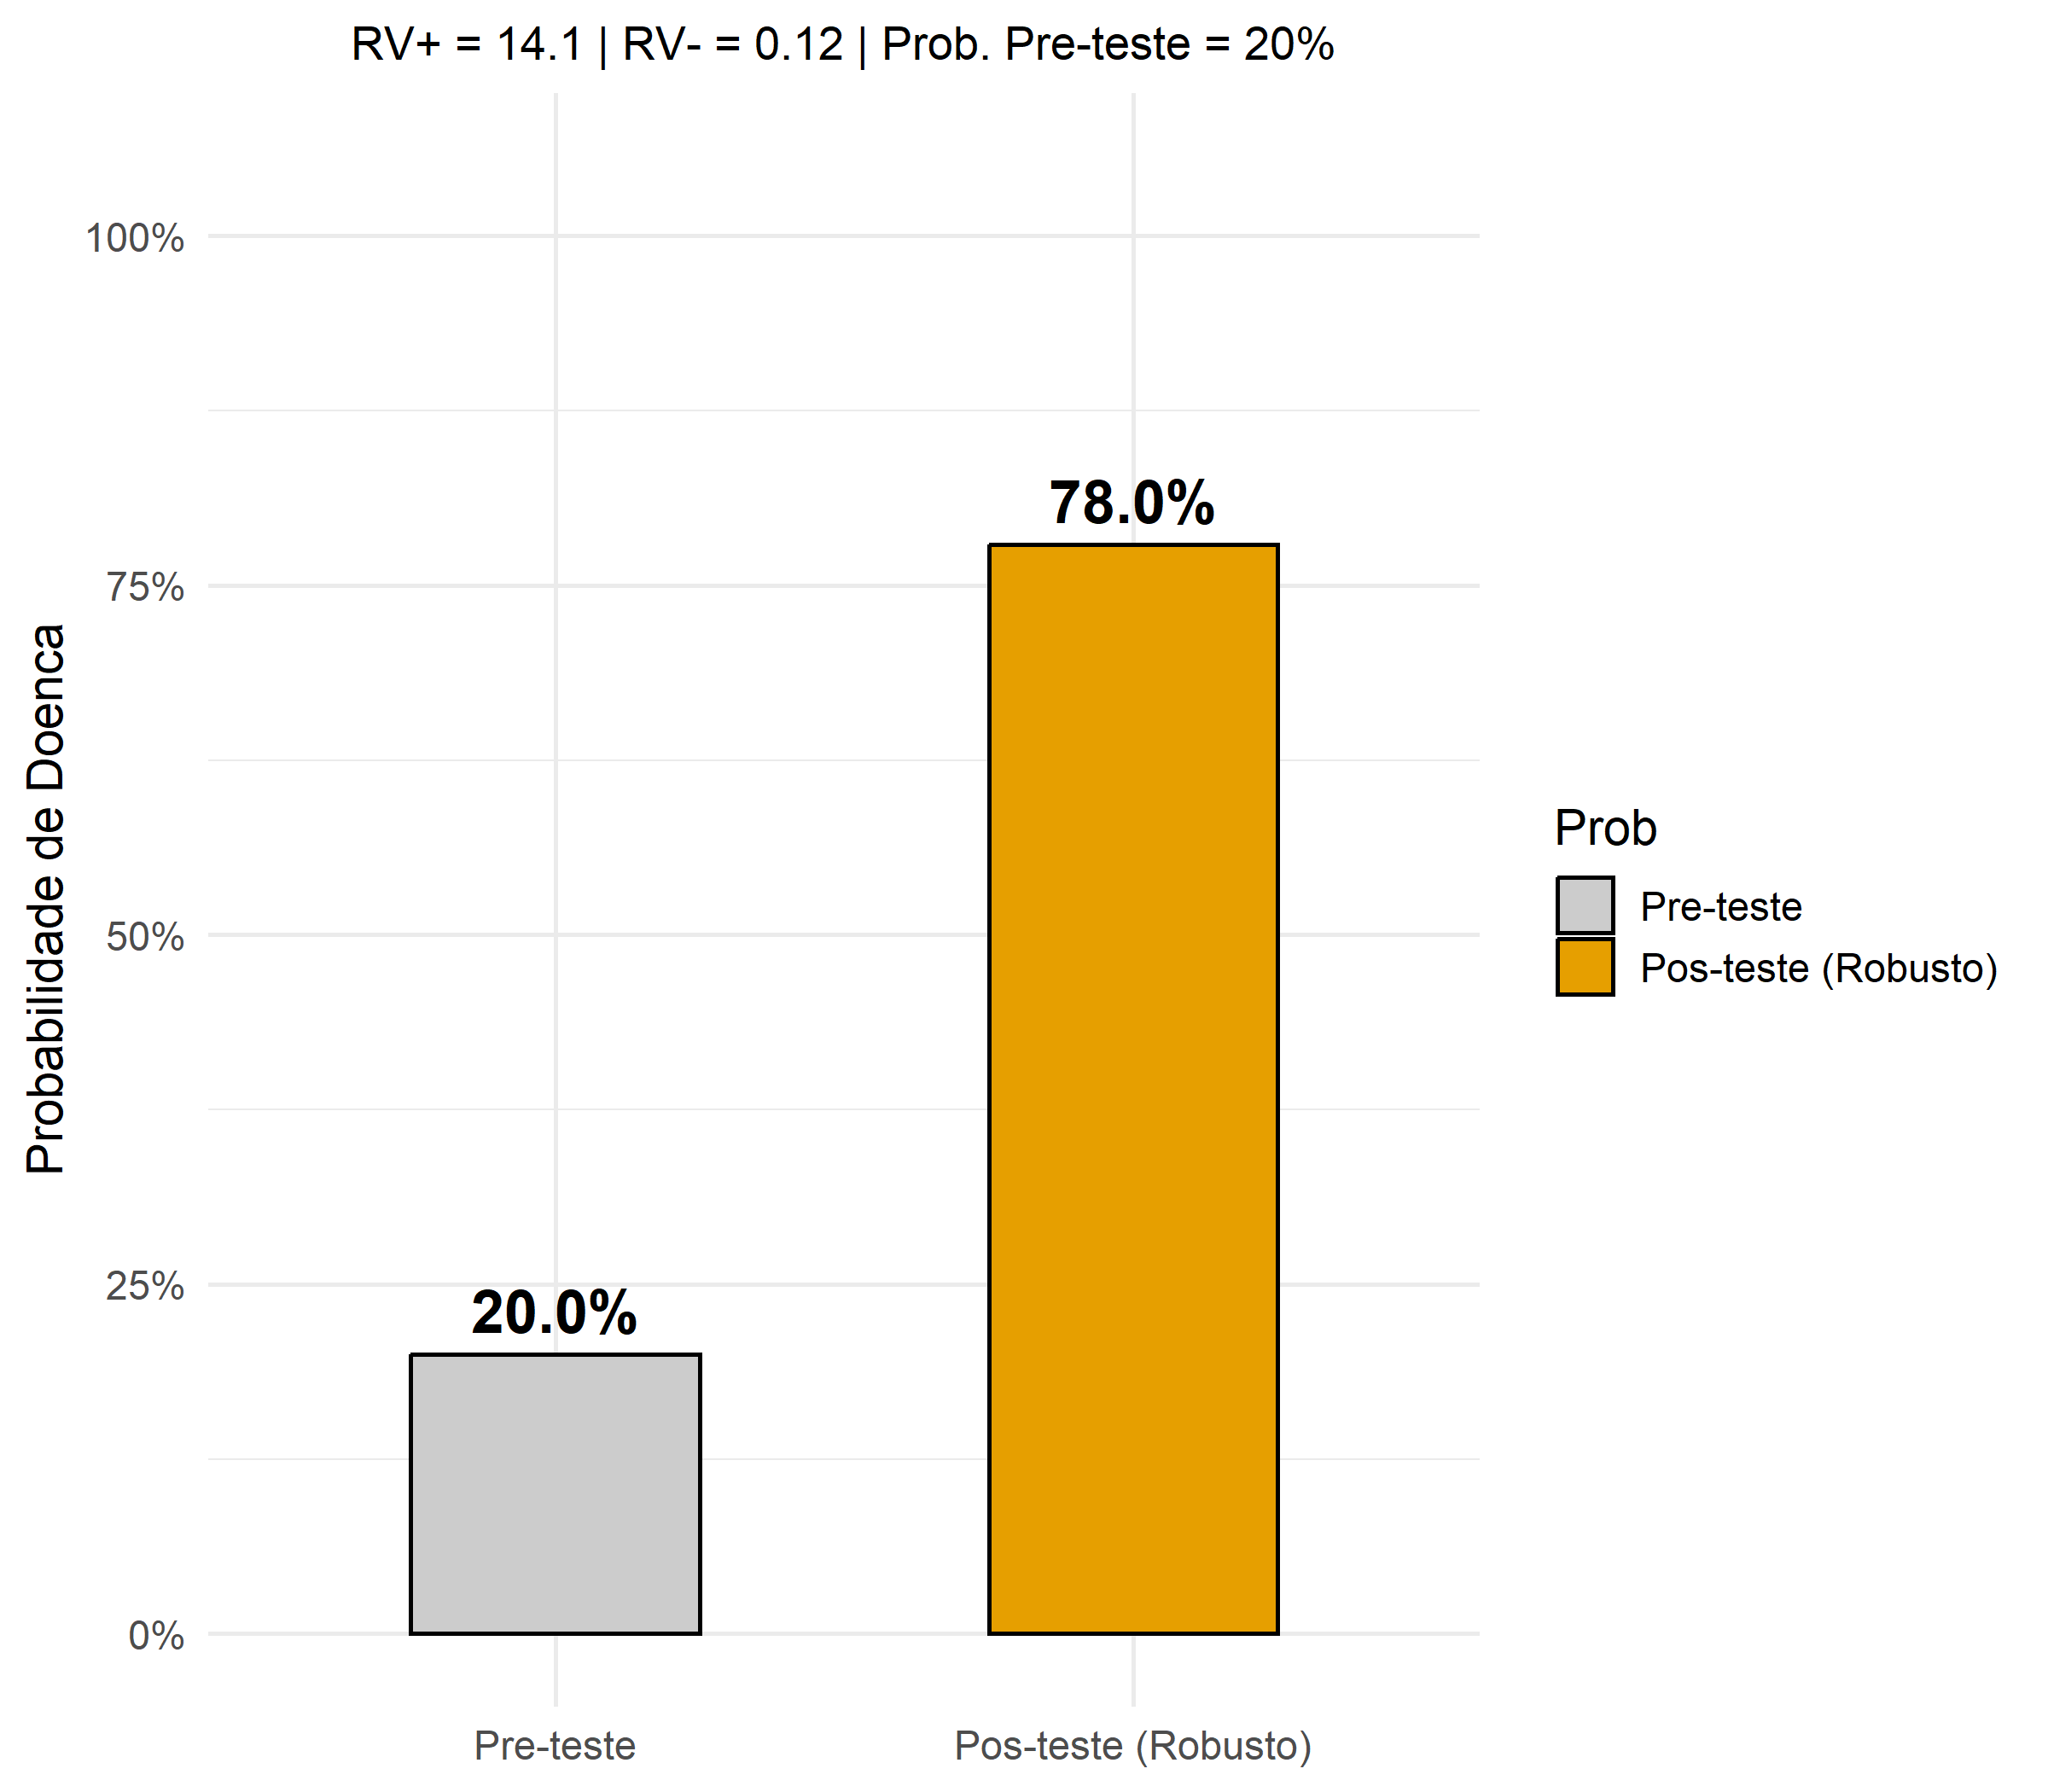 RV+ = 14.1 | RV- = 0.12 | Prob. Pre-teste = 20%
Probabilidade de Doenca
100%
75%
50%
25%
0%
78.0%
20.0%
Pre-teste
Pos-teste (Robusto)
Prob
Pre-teste
Pos-teste (Robusto)